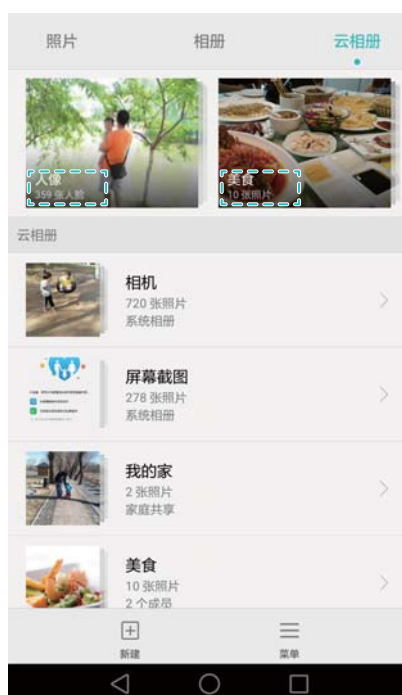 照片
相册
云相册
人像
359 张人脸
美食
10 张照片
云相册
相机
720 张照片
系统相册
屏幕截图
278 张照片
系统相册
我的家
2 张照片
家庭共享
美食
10 张照片
2 个成员
新建
菜单